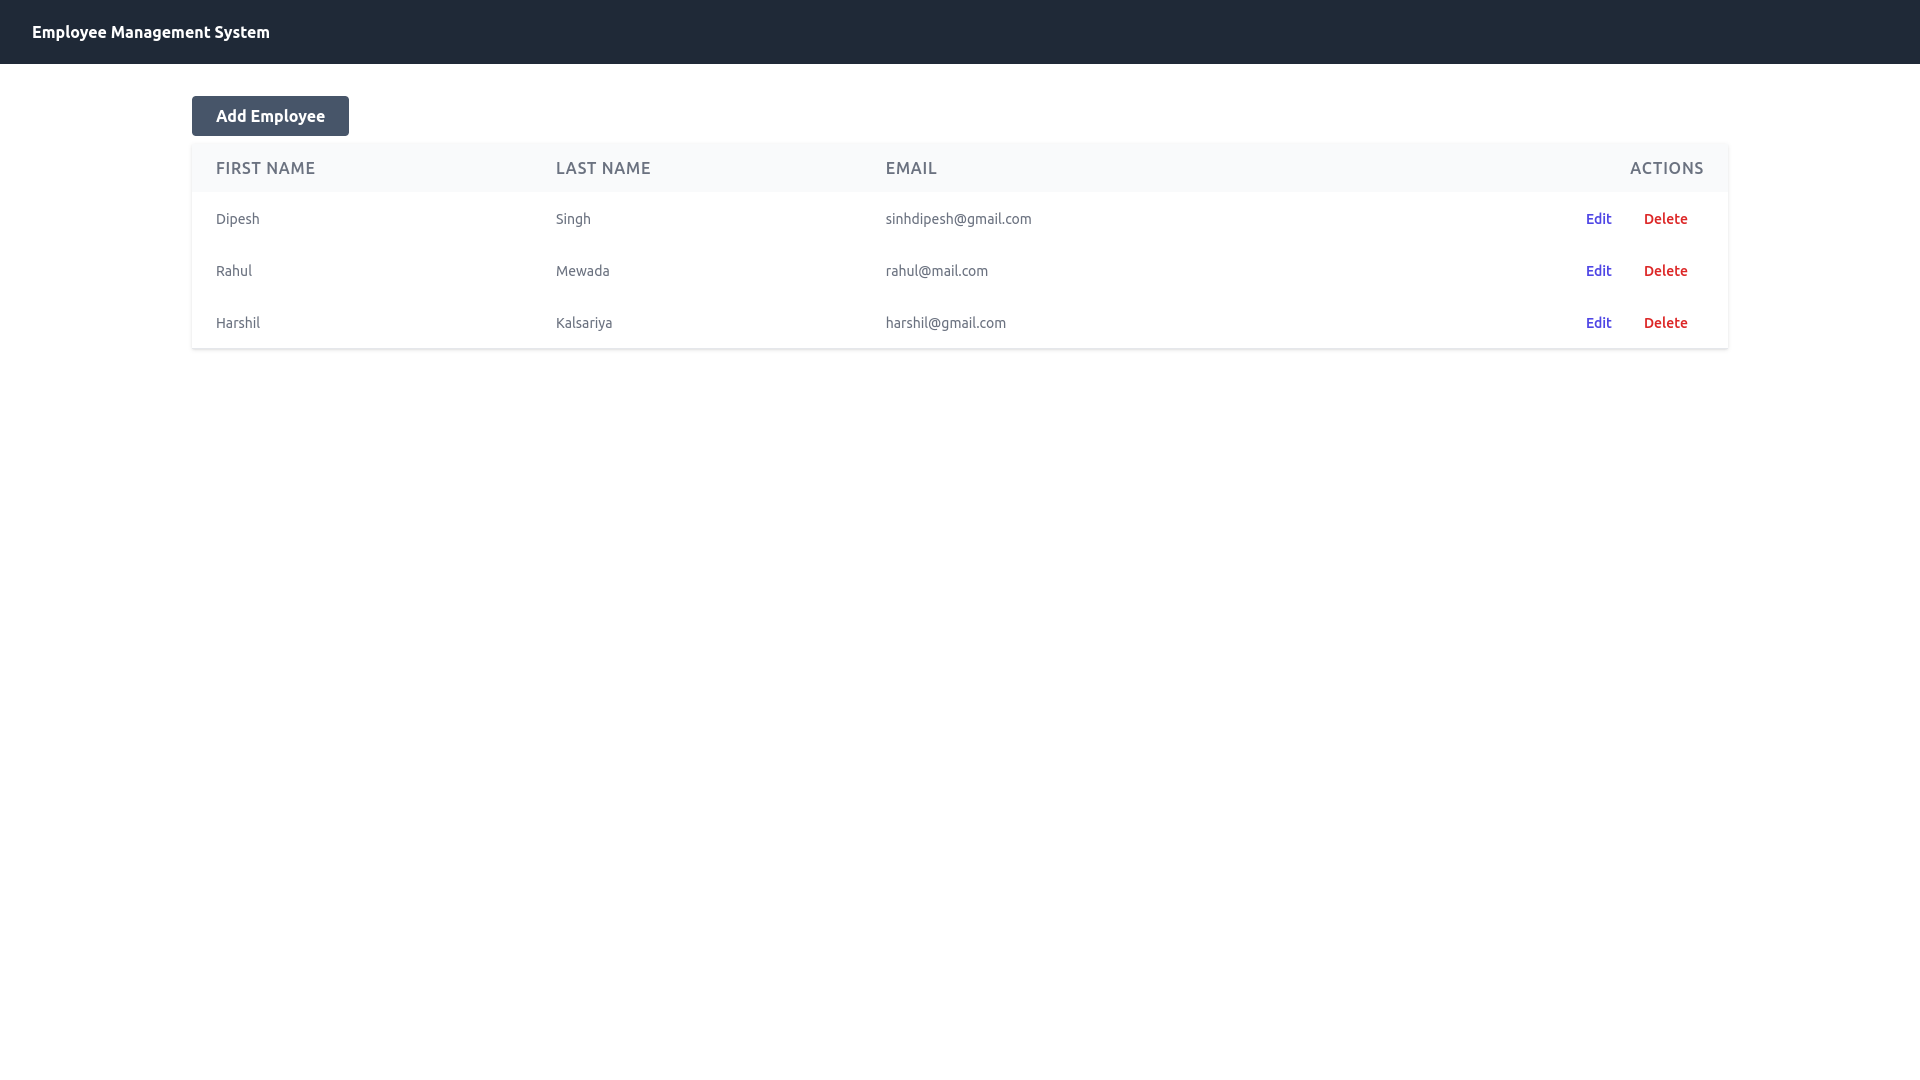 Employee Management System
Add Employee
FIRST NAME LAST NAME EMAIL ACTIONS
Dipesh Singh sinhdipesh@gmail.com Edit Delete
Rahul Mewada rahul@mail.com Edit Delete
Harshil Kalsariya harshil@gmail.com Edit Delete